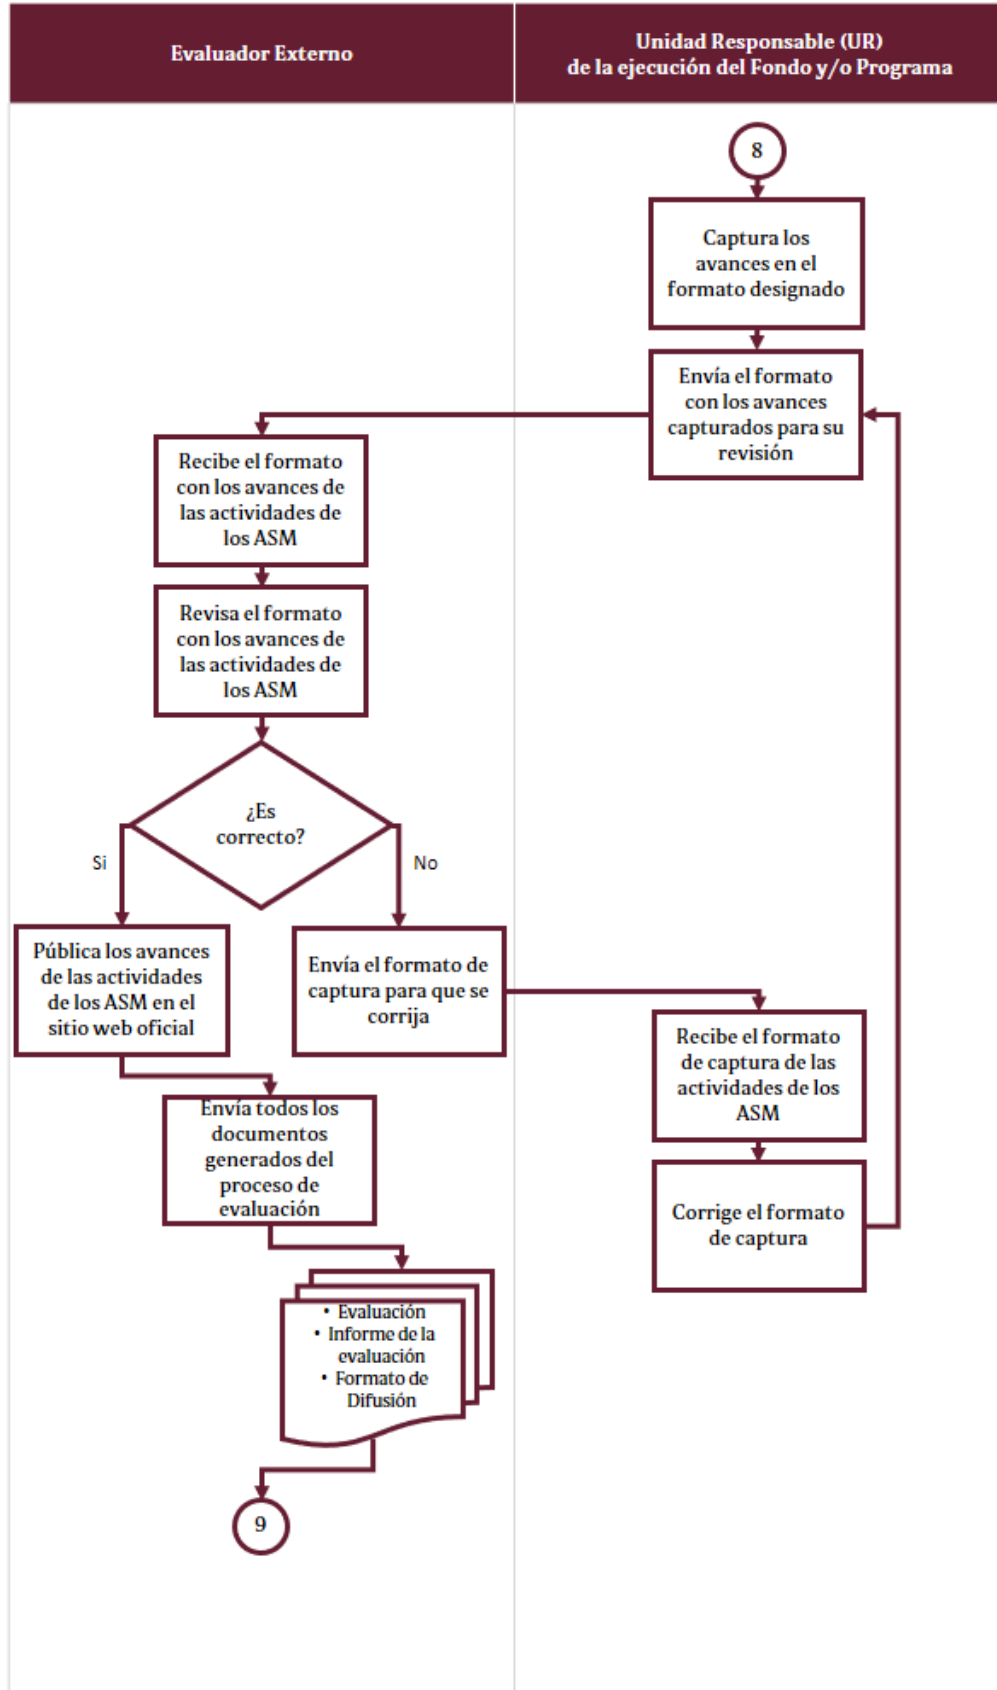 Evaluador Externo
Unidad Responsable (UR)
de la ejecución del Fondo y/o Programa
8
Captura los
avances en el
formato designado
Envía el formato
con los avances
capturados para su
revisión
Recibe el formato
con los avances de
las actividades de
los ASM
Revisa el formato
con los avances de
las actividades de
los ASM
¿Es
correcto?
Si
No
Pública los avances
de las actividades
de los ASM en el
sitio web oficial
Envía el formato de
captura para que se
corrija
Recibe el formato
de captura de las
actividades de los
ASM
Corrige el formato
de captura
Envía todos los
documentos
generados del
proceso de
evaluación
• Evaluación
• Informe de la
evaluación
• Formato de
Difusión
9